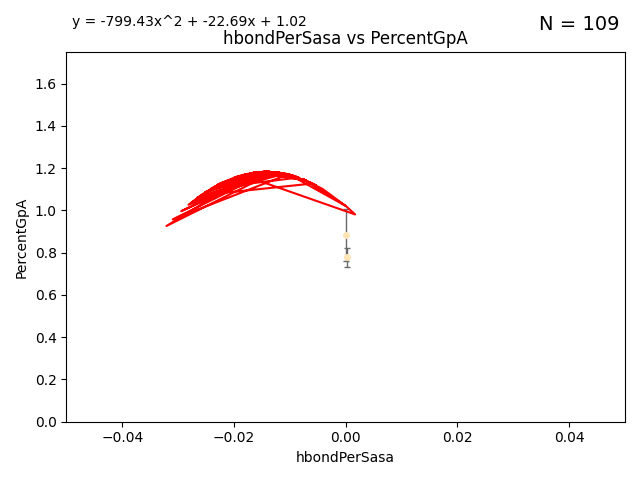 y = -799.43x^2 + -22.69x + 1.02
N = 109
hbondPerSasa vs PercentGpA
PercentGpA
1.6
1.4
1.2
1.0
0.8
0.6
0.4
0.2
0.0
−0.04
−0.02
0.00
0.02
0.04
hbondPerSasa